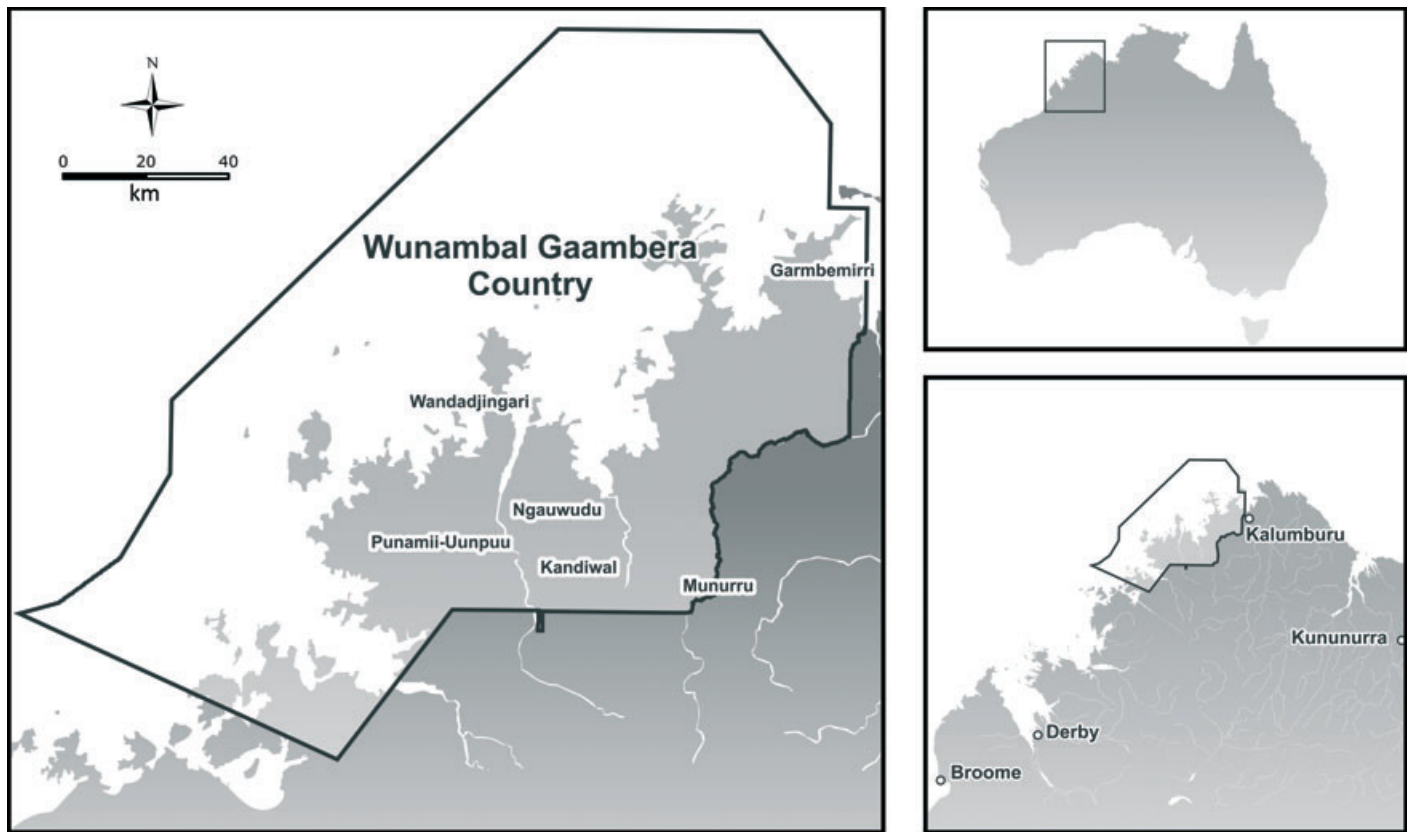 N
0 20 40
km
Wunambal Gaambera
Country
Garmbemirri
Wandadjingari
Ngauwudu
Punamii-Uunpuu
Kandiwal
Munurru
Kalumburu
Kununurra
Derby
Broome